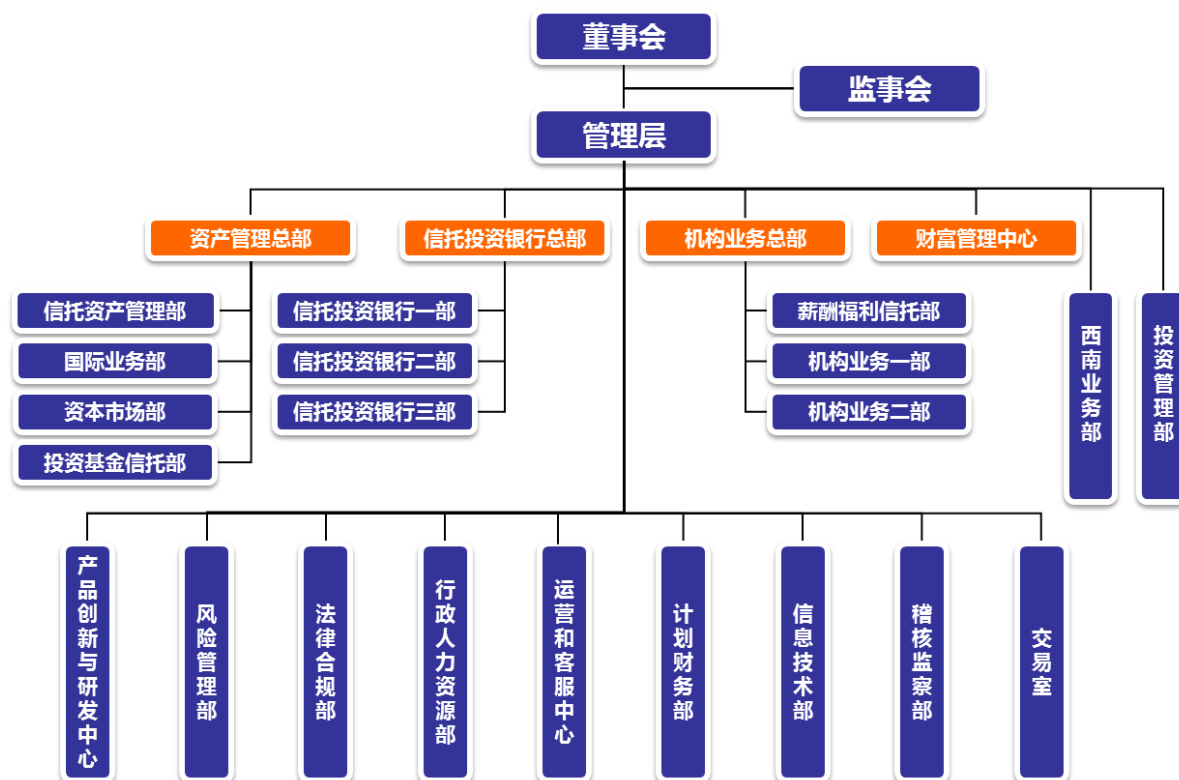 董事会
监事会
管理层
资产管理总部
信托投资银行总部
机构业务总部
财富管理中心
信托资产管理部
国际业务部
资本市场部
投资基金信托部
信托投资银行一部
信托投资银行二部
信托投资银行三部
薪酬福利信托部
机构业务一部
机构业务二部
西南业务部
投资管理部
产品创新与研发中心
风险管理部
法律合规部
行政人力资源部
运营和客服中心
计划财务部
信息技术部
稽核监察部
交易室